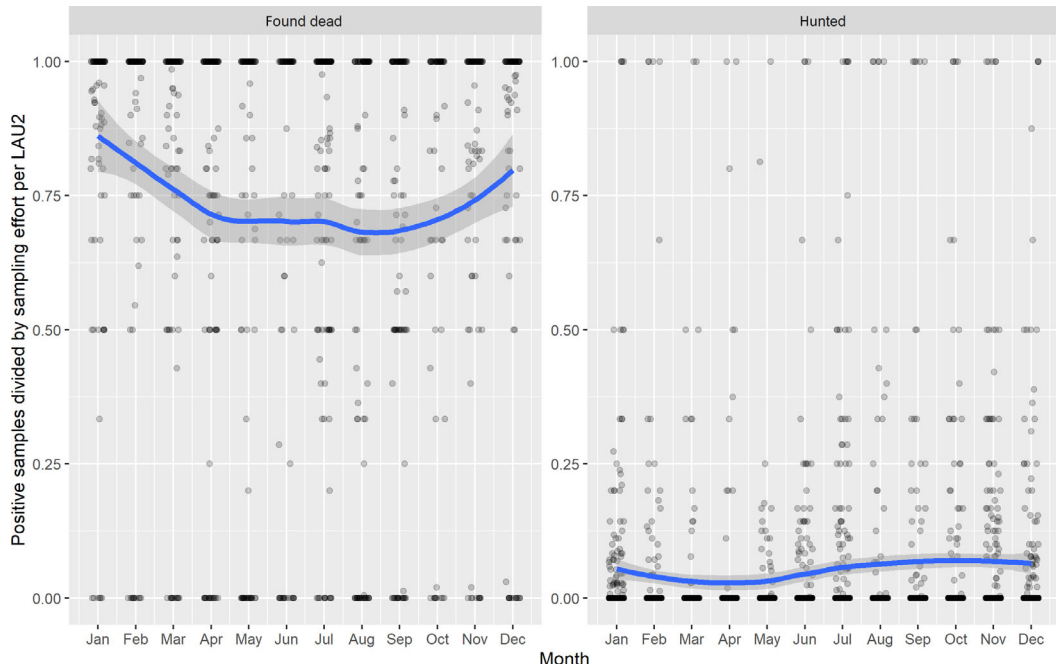 Found dead
Hunted
Positive samples divided by sampling effort per LAU2
1.00
0.75
0.50
0.25
0.00
1.00
0.75
0.50
0.25
0.00
Jan Feb Mar Apr May Jun Jul Aug Sep Oct Nov Dec
Jan Feb Mar Apr May Jun Jul Aug Sep Oct Nov Dec
Month